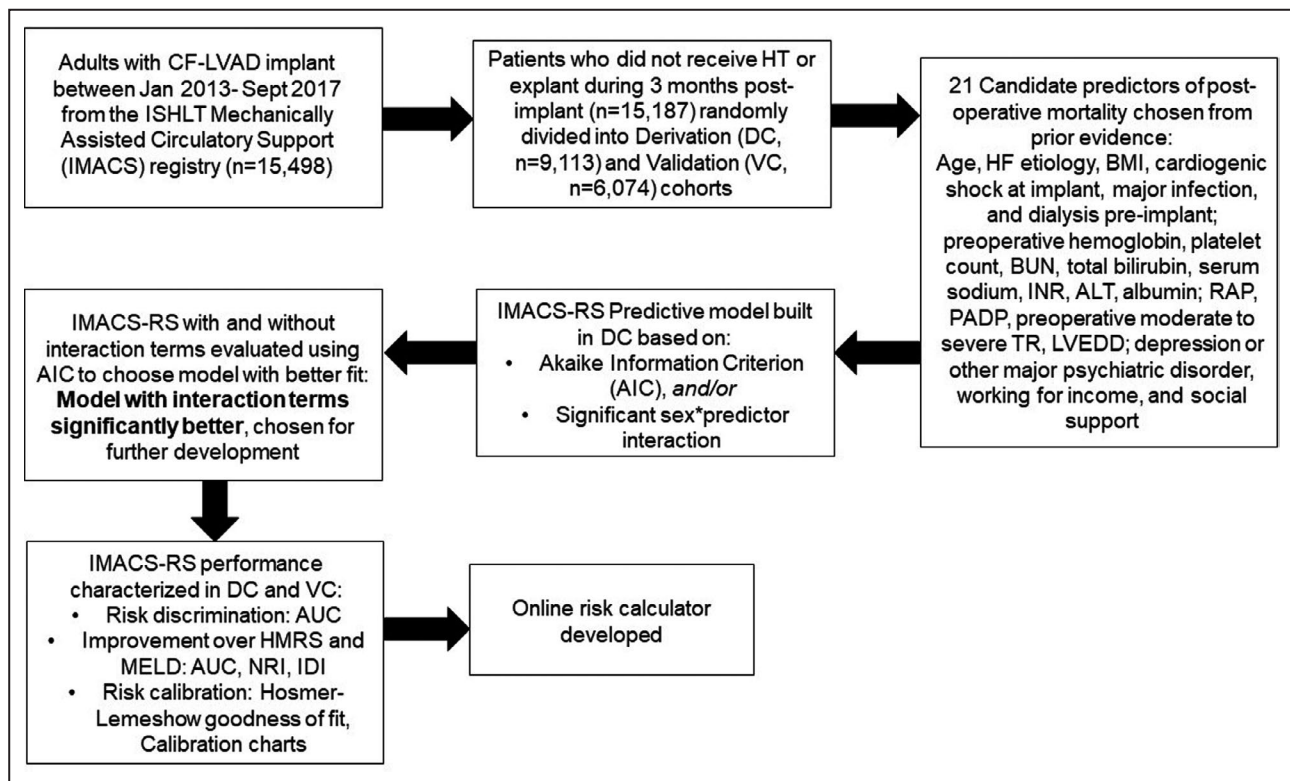 Adults with CF-LVAD implant
between Jan 2013- Sept 2017
from the ISHLT Mechanically
Assisted Circulatory Support
(IMACS) registry (n=15,498)
Patients who did not receive HT or
explant during 3 months post-
implant (n=15,187) randomly
divided into Derivation (DC,
n=9,113) and Validation (VC,
n=6,074) cohorts
21 Candidate predictors of post-
operative mortality chosen from
prior evidence:
Age, HF etiology, BMI, cardiogenic
shock at implant, major infection,
and dialysis pre-implant;
preoperative hemoglobin, platelet
count, BUN, total bilirubin, serum
sodium, INR, ALT, albumin; RAP,
PADP, preoperative moderate to
severe TR, LVEDD; depression or
other major psychiatric disorder,
working for income, and social
support
IMACS-RS Predictive model built
in DC based on:
• Akaike Information Criterion
(AIC), and/or
• Significant sex*predictor
interaction
IMACS-RS with and without
interaction terms evaluated using
AIC to choose model with better fit:
Model with interaction terms
significantly better, chosen for
further development
IMACS-RS performance
characterized in DC and VC:
• Risk discrimination: AUC
• Improvement over HMRS and
MELD: AUC, NRI, IDI
• Risk calibration: Hosmer-
Lemeshow goodness of fit,
Calibration charts
Online risk calculator
developed